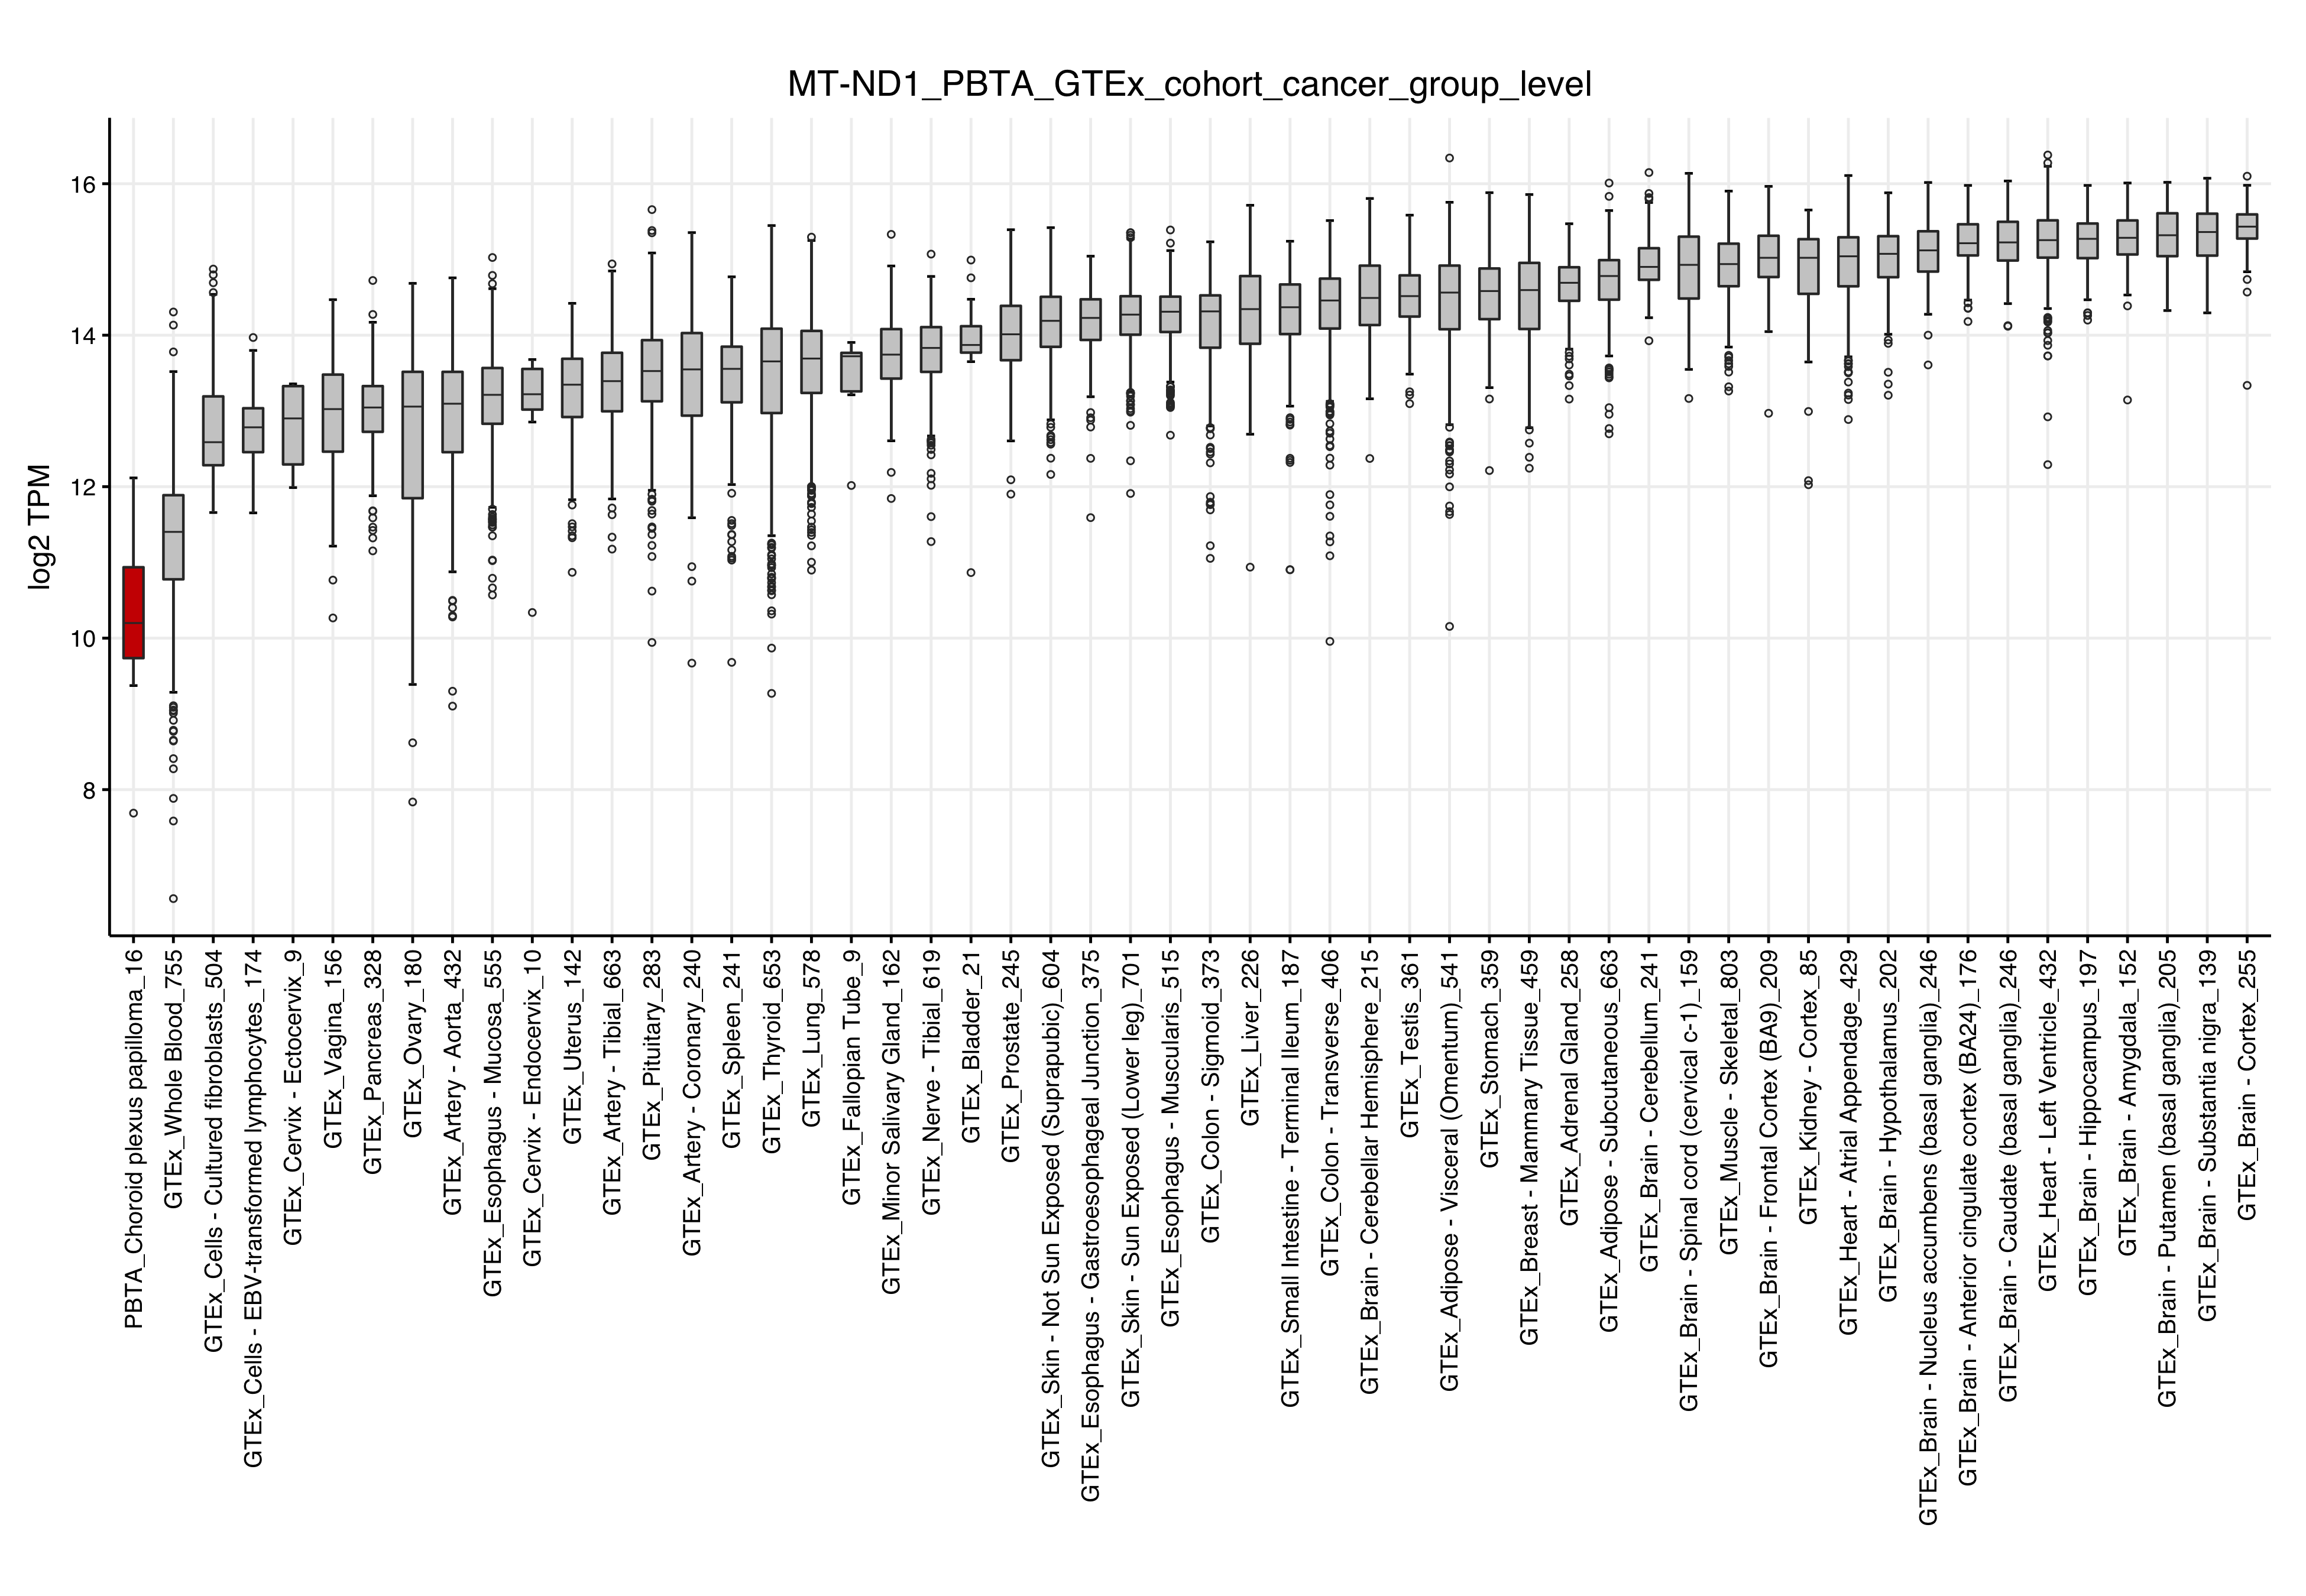 MT-ND1_PBTA_GTEx_cohort_cancer_group_level
log2 TPM
16
14
12
10
8
PBTA_Choroid plexus papilloma_16
GTEx_Whole Blood_755
GTEx_Cells - Cultured fibroblasts_504
GTEx_Cells - EBV-transformed lymphocytes_174
GTEx_Cervix - Ectocervix_9
GTEx_Vagina_156
GTEx_Pancreas_328
GTEx_Ovary_180
GTEx_Artery - Aorta_432
GTEx_Esophagus - Mucosa_555
GTEx_Cervix - Endocervix_10
GTEx_Uterus_142
GTEx_Artery - Tibial_663
GTEx_Pituitary_283
GTEx_Artery - Coronary_240
GTEx_Spleen_241
GTEx_Thyroid_653
GTEx_Lung_578
GTEx_Fallopian Tube_9
GTEx_Minor Salivary Gland_162
GTEx_Nerve - Tibial_619
GTEx_Bladder_21
GTEx_Prostate_245
GTEx_Skin - Not Sun Exposed (Suprapubic)_604
GTEx_Esophagus - Gastroesophageal Junction_375
GTEx_Skin - Sun Exposed (Lower leg)_701
GTEx_Esophagus - Muscularis_515
GTEx_Colon - Sigmoid_373
GTEx_Liver_226
GTEx_Small Intestine - Terminal Ileum_187
GTEx_Colon - Transverse_406
GTEx_Brain - Cerebellar Hemisphere_215
GTEx_Testis_361
GTEx_Adipose - Visceral (Omentum)_541
GTEx_Stomach_359
GTEx_Breast - Mammary Tissue_459
GTEx_Adrenal Gland_258
GTEx_Adipose - Subcutaneous_663
GTEx_Brain - Cerebellum_241
GTEx_Brain - Spinal cord (cervical c-1)_159
GTEx_Muscle - Skeletal_803
GTEx_Brain - Frontal Cortex (BA9)_209
GTEx_Kidney - Cortex_85
GTEx_Heart - Atrial Appendage_429
GTEx_Brain - Hypothalamus_202
GTEx_Brain - Nucleus accumbens (basal ganglia)_246
GTEx_Brain - Anterior cingulate cortex (BA24)_176
GTEx_Brain - Caudate (basal ganglia)_246
GTEx_Heart - Left Ventricle_432
GTEx_Brain - Hippocampus_197
GTEx_Brain - Amygdala_152
GTEx_Brain - Putamen (basal ganglia)_205
GTEx_Brain - Substantia nigra_139
GTEx_Brain - Cortex_255